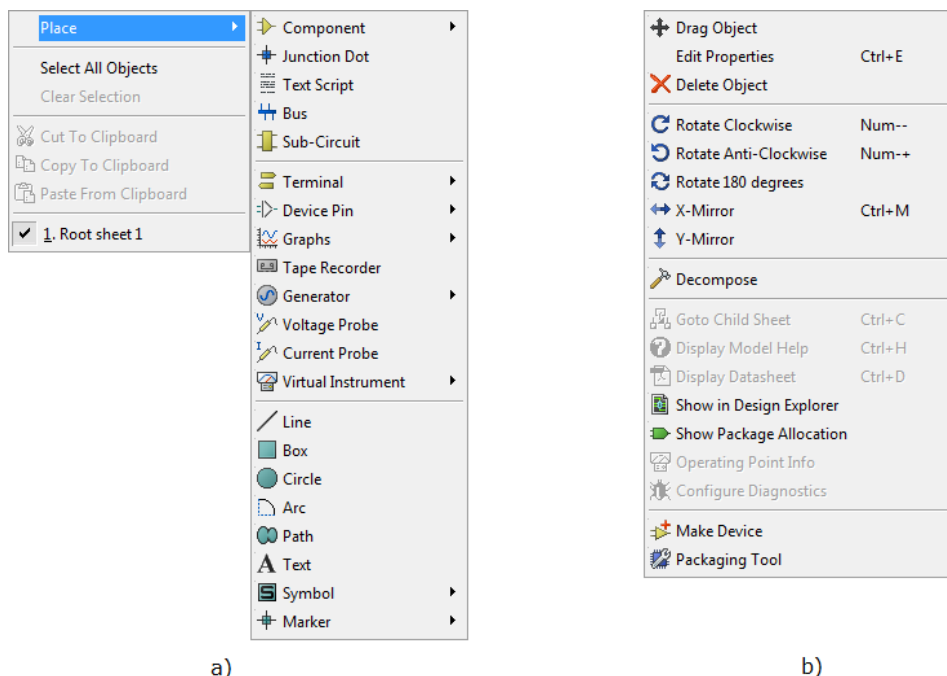 Place
Select All Objects
Clear Selection
Cut To Clipboard
Copy To Clipboard
Paste From Clipboard
1. Root sheet 1
Component
Junction Dot
Text Script
Bus
Sub-Circuit
Terminal
Device Pin
Graphs
Tape Recorder
Generator
Voltage Probe
Current Probe
Virtual Instrument
Line
Box
Circle
Arc
Path
Text
Symbol
Marker
a)
Drag Object
Edit Properties Ctrl+E
Delete Object
Rotate Clockwise Num--
Rotate Anti-Clockwise Num-+
Rotate 180 degrees
X-Mirror Ctrl+M
Y-Mirror
Decompose
Goto Child Sheet Ctrl+C
Display Model Help Ctrl+H
Display Datasheet Ctrl+D
Show in Design Explorer
Show Package Allocation
Operating Point Info
Configure Diagnostics
Make Device
Packaging Tool
b)